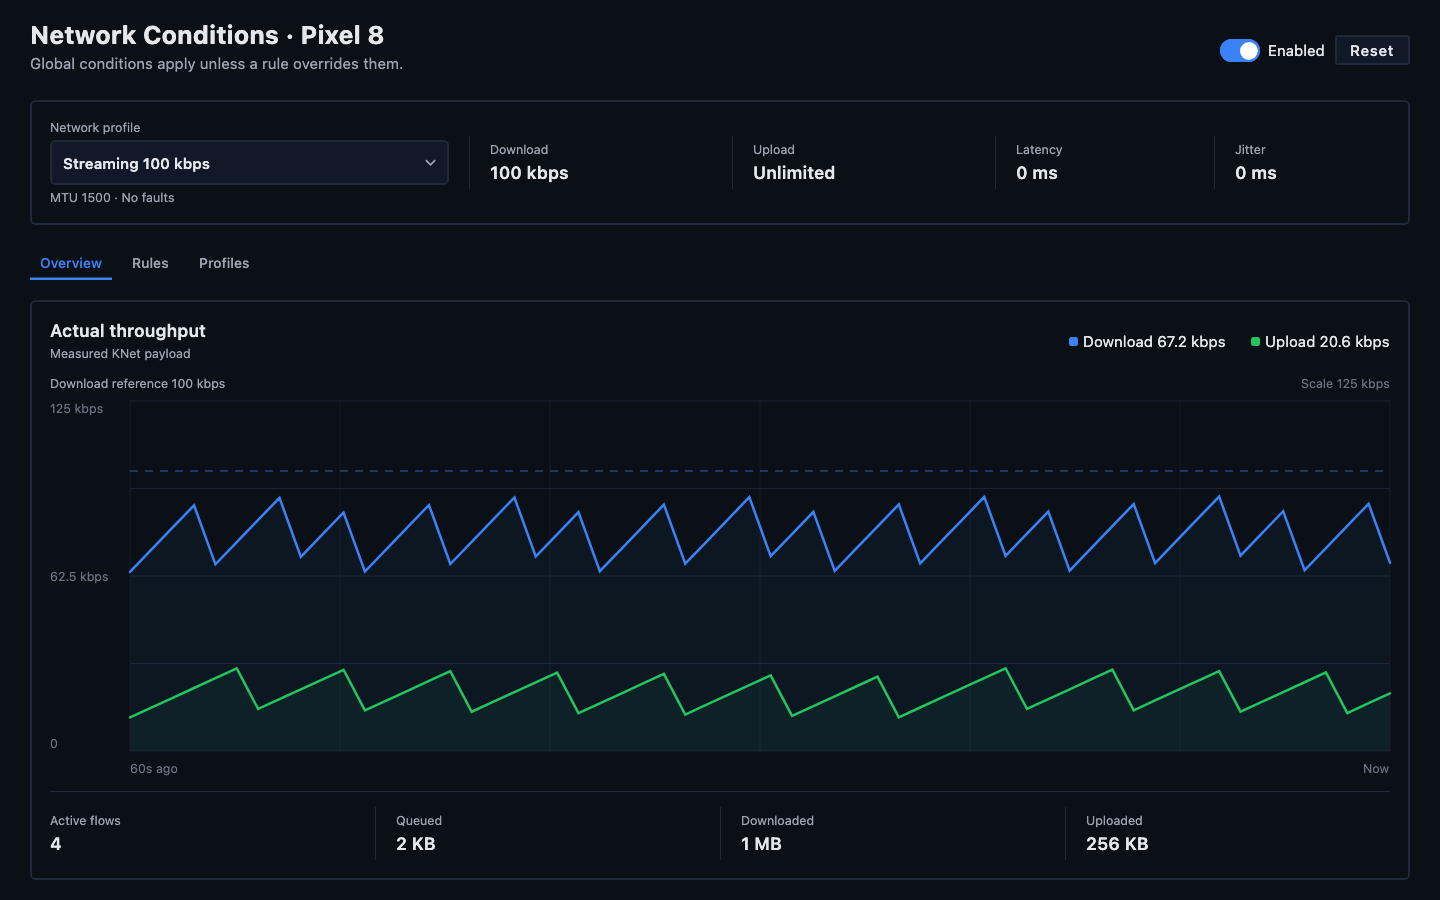 Network Conditions · Pixel 8
Global conditions apply unless a rule overrides them.
Enabled
Reset
Network profile
Streaming 100 kbps
MTU 1500 · No faults
Download
100 kbps
Upload
Unlimited
Latency
0 ms
Jitter
0 ms
Overview
Rules
Profiles
Actual throughput
Measured KNet payload
Download 67.2 kbps
Upload 20.6 kbps
Download reference 100 kbps
Scale 125 kbps
125 kbps
62.5 kbps
0
60s ago
Now
Active flows
4
Queued
2 KB
Downloaded
1 MB
Uploaded
256 KB